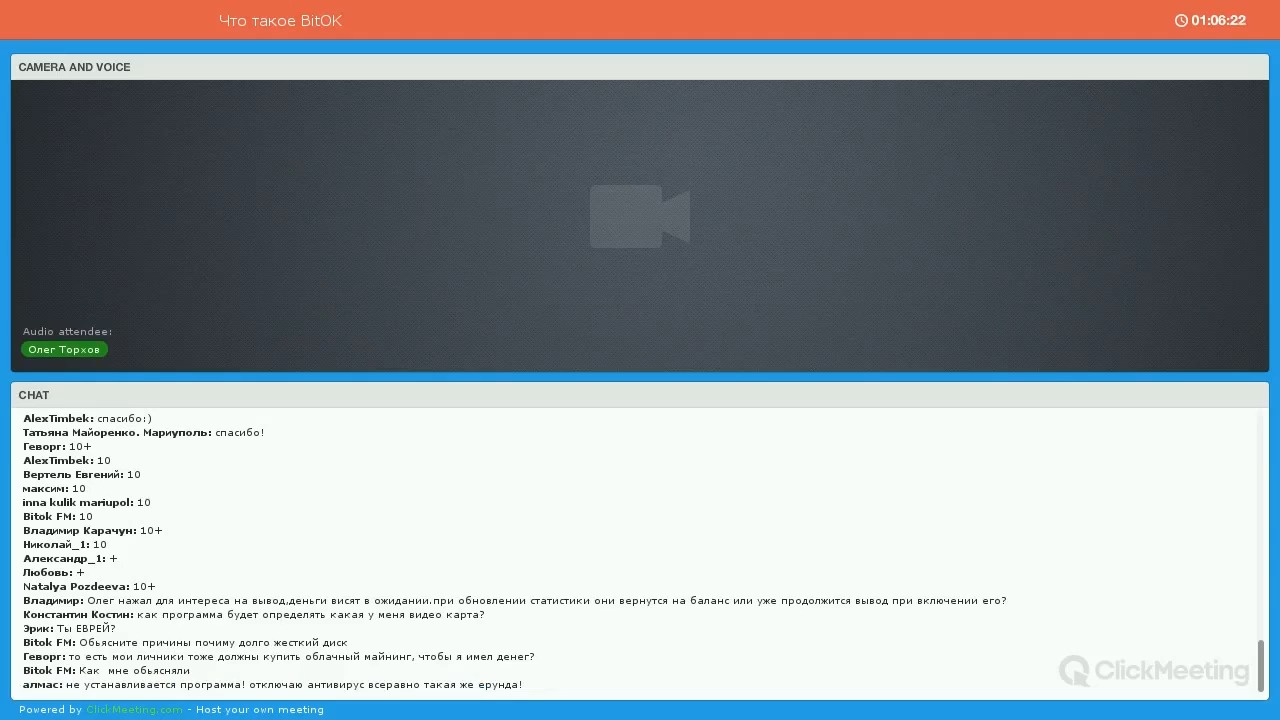 Что такое BitOK
01:06:22
CAMERA AND VOICE
Audio attendee:
Олег Торхов
CHAT
AlexTimbek: спасибо:)
Татьяна Майоренко. Мариуполь: спасибо!
Геворг: 10+
AlexTimbek: 10
Вертель Евгений: 10
максим: 10
inna kulik mariupol: 10
Bitok FM: 10
Владимир Карачун: 10+
Николай_1: 10
Александр_1: +
Любовь: +
Natalya Pozdeeva: 10+
Владимир: Олег нажал для интереса на вывод,деньги висят в ожидании.при обновлении статистики они вернутся на баланс или уже продолжится вывод при включении его?
Константин Костин: как программа будет определять какая у меня видео карта?
Эрик: Ты ЕВРЕЙ?
Bitok FM: Обьясните причины почиму долго жесткий диск
Геворг: то есть мои личники тоже должны купить облачный майнинг, чтобы я имел денег?
Bitok FM: Как  мне обьясняли
алмас: не устанавливается программа! отключаю антивирус всеравно такая же ерунда!
ClickMeeting
Powered by ClickMeeting.com - Host your own meeting